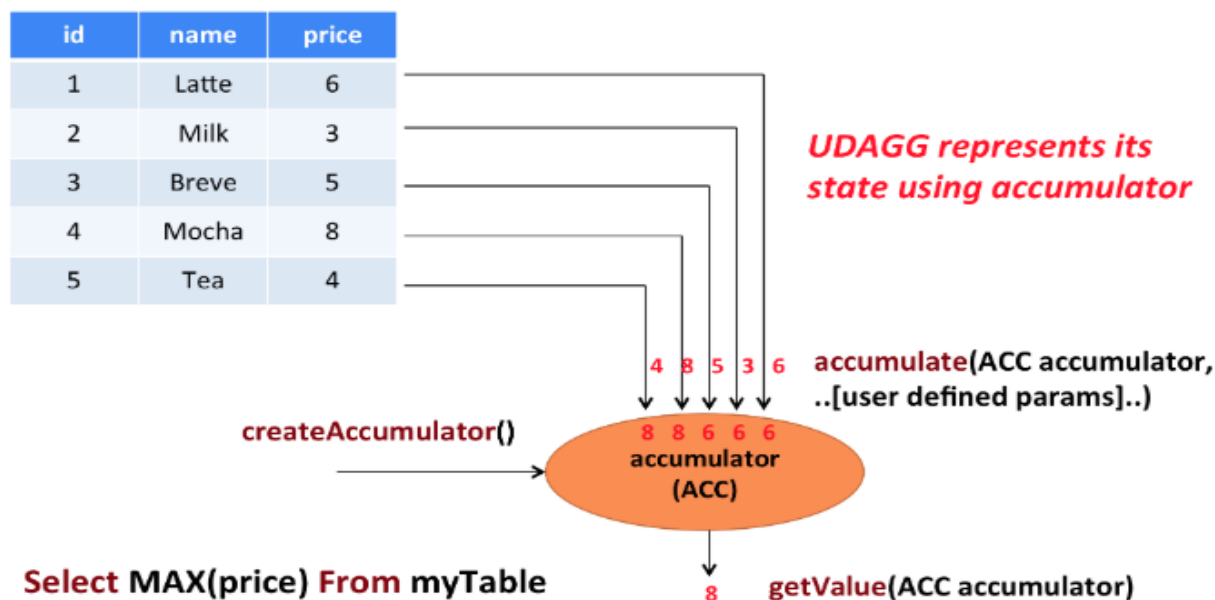 id name price
1 Latte 6
2 Milk 3
3 Breve 5
4 Mocha 8
5 Tea 4
UDAGG represents its
state using accumulator
4 8 5 3 6
accumulate(ACC accumulator,
..[user defined params]..)
createAccumulator()
8 8 6 6 6
accumulator
(ACC)
Select MAX(price) From myTable
8
getValue(ACC accumulator)